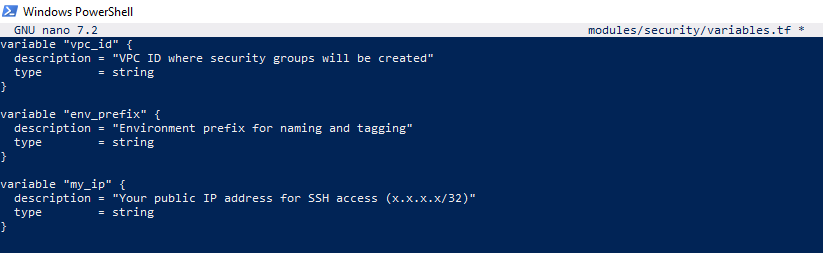 Windows PowerShell
GNU nano 7.2 modules/security/variables.tf *
variable "vpc_id" {
  description = "VPC ID where security groups will be created"
  type        = string
}
variable "env_prefix" {
  description = "Environment prefix for naming and tagging"
  type        = string
}
variable "my_ip" {
  description = "Your public IP address for SSH access (x.x.x.x/32)"
  type        = string
}